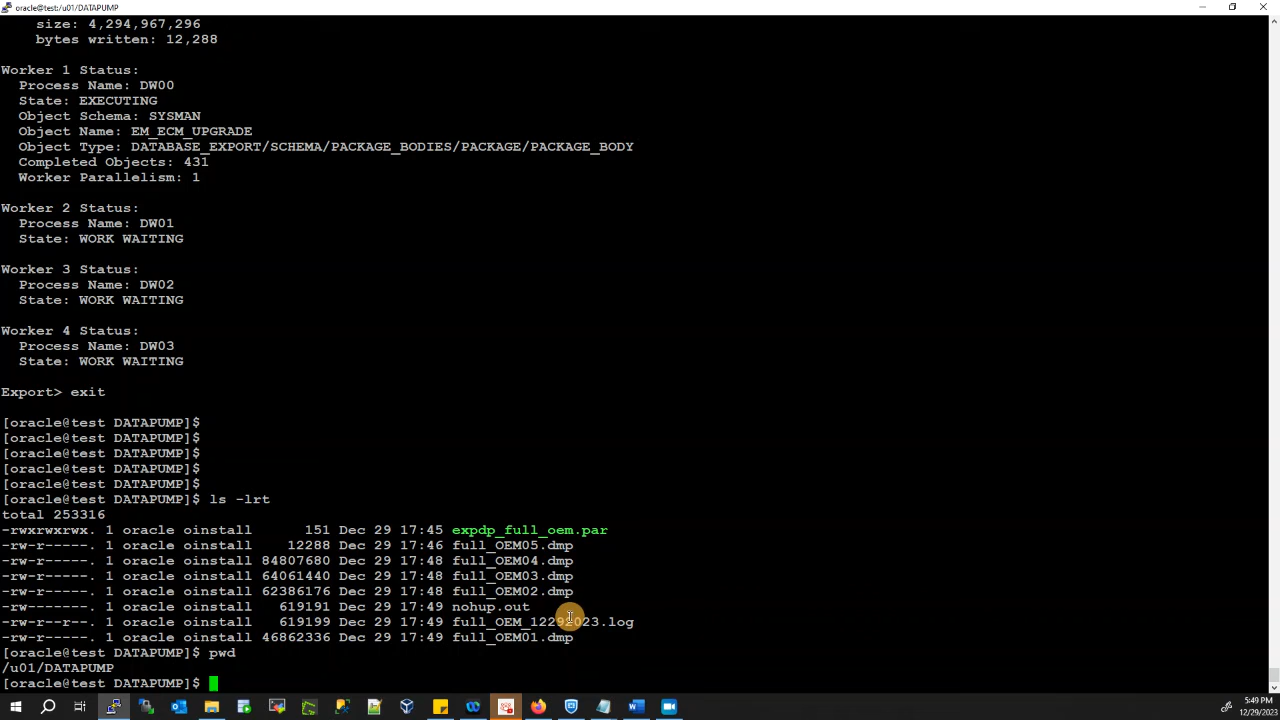 oracle@test:/u01/DATAPUMP
size: 4,294,967,296
bytes written: 12,288
Worker 1 Status:
Process Name: DW00
State: EXECUTING
Object Schema: SYSMAN
Object Name: EM_ECM_UPGRADE
Object Type: DATABASE_EXPORT/SCHEMA/PACKAGE_BODIES/PACKAGE/PACKAGE_BODY
Completed Objects: 431
Worker Parallelism: 1
Worker 2 Status:
Process Name: DW01
State: WORK WAITING
Worker 3 Status:
Process Name: DW02
State: WORK WAITING
Worker 4 Status:
Process Name: DW03
State: WORK WAITING
Export> exit
[oracle@test DATAPUMP]$
[oracle@test DATAPUMP]$
[oracle@test DATAPUMP]$
[oracle@test DATAPUMP]$
[oracle@test DATAPUMP]$
[oracle@test DATAPUMP]$ ls -lrt
total 253316
-rwxrwxrwx. 1 oracle oinstall 151 Dec 29 17:45 expdp_full_oem.par
-rw-r-----. 1 oracle oinstall 12288 Dec 29 17:46 full_OEM05.dmp
-rw-r-----. 1 oracle oinstall 84807680 Dec 29 17:48 full_OEM04.dmp
-rw-r-----. 1 oracle oinstall 64061440 Dec 29 17:48 full_OEM03.dmp
-rw-r-----. 1 oracle oinstall 62386176 Dec 29 17:48 full_OEM02.dmp
-rw-------. 1 oracle oinstall 619191 Dec 29 17:49 nohup.out
-rw-r--r--. 1 oracle oinstall 619199 Dec 29 17:49 full_OEM_12292023.log
-rw-r-----. 1 oracle oinstall 46862336 Dec 29 17:49 full_OEM01.dmp
[oracle@test DATAPUMP]$ pwd
/u01/DATAPUMP
[oracle@test DATAPUMP]$
5:49 PM
12/29/2023